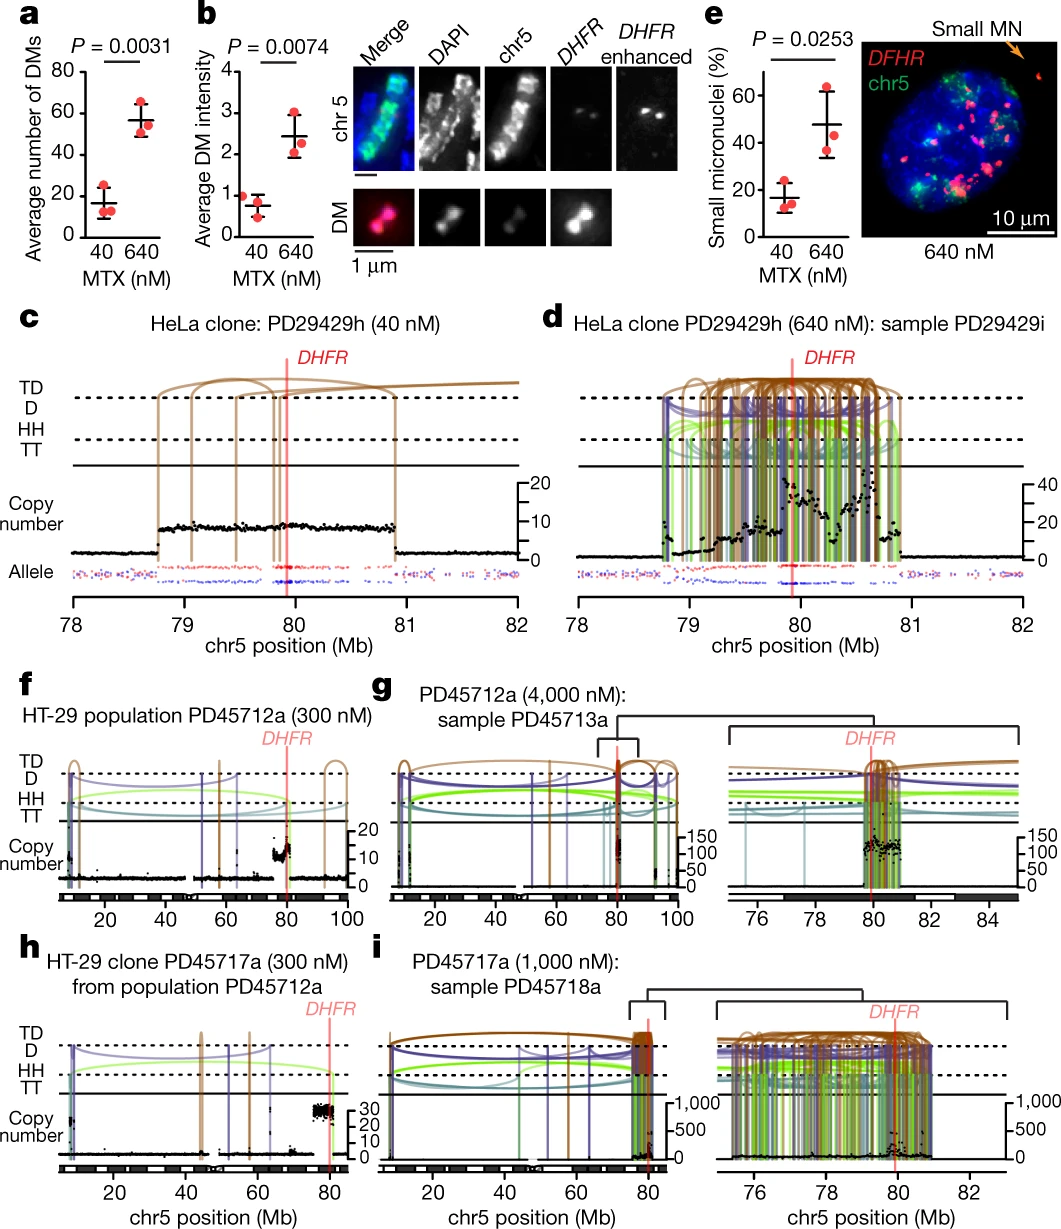 a
P = 0.0031
Average number of DMs
80
60
40
20
0
40 640
MTX (nM)
b
P = 0.0074
Average DM intensity
4
3
2
1
0
40 640
MTX (nM)
Merge
DAPI
chr5
DHFR
DHFR
enhanced
chr 5
DM
1 μm
e
P = 0.0253
Small micronuclei (%)
60
40
20
0
40 640
MTX (nM)
Small MN
DFHR
chr5
10 μm
640 nM
c
HeLa clone: PD29429h (40 nM)
DHFR
TD
D
HH
TT
Copy
number
20
10
0
Allele
78 79 80 81 82
chr5 position (Mb)
d
HeLa clone PD29429h (640 nM): sample PD29429i
DHFR
40
20
0
78 79 80 81 82
chr5 position (Mb)
f
HT-29 population PD45712a (300 nM)
DHFR
TD
D
HH
TT
Copy
number
20
10
0
20 40 60 80 100
g
PD45712a (4,000 nM):
sample PD45713a
150
100
50
0
20 40 60 80 100
DHFR
150
100
50
0
76 78 80 82 84
h
HT-29 clone PD45717a (300 nM)
from population PD45712a
DHFR
TD
D
HH
TT
Copy
number
30
20
10
0
20 40 60 80
chr5 position (Mb)
i
PD45717a (1,000 nM):
sample PD45718a
1,000
500
0
20 40 60 80
chr5 position (Mb)
DHFR
1,000
500
0
76 78 80 82
chr5 position (Mb)